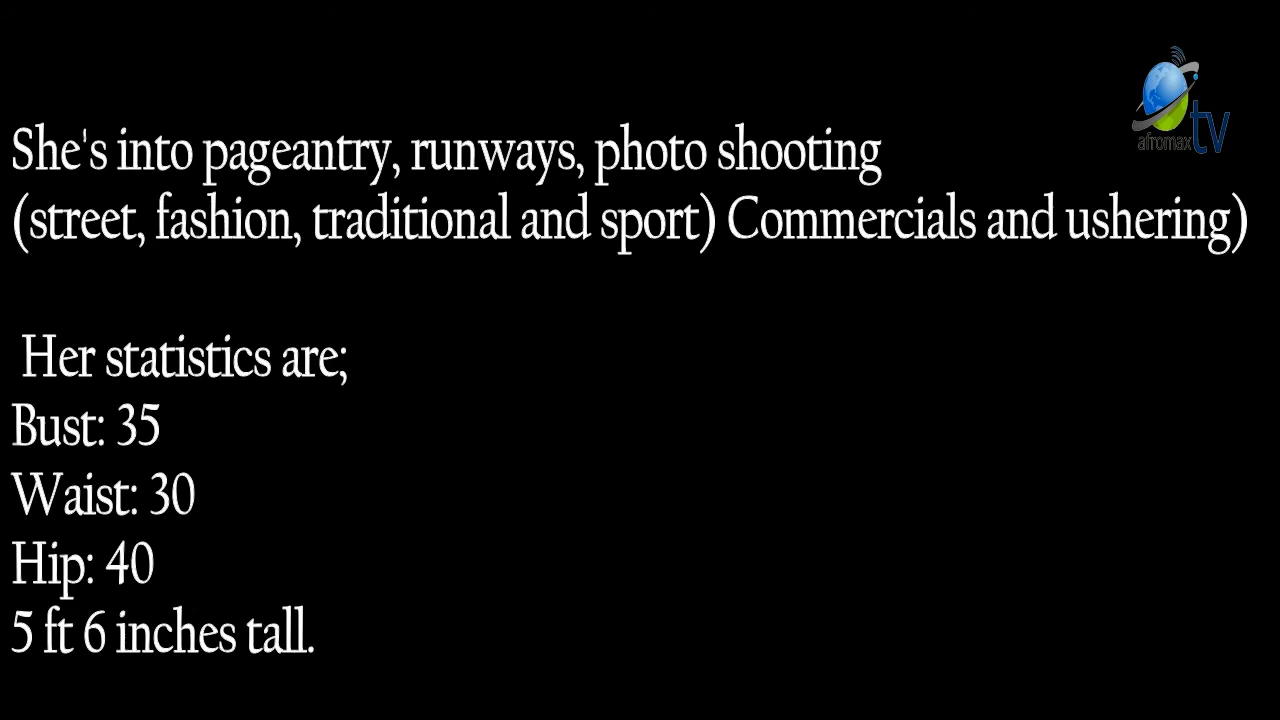 afromax tv
She's into pageantry, runways, photo shooting
(street, fashion, traditional and sport) Commercials and ushering)
Her statistics are;
Bust: 35
Waist: 30
Hip: 40
5 ft 6 inches tall.